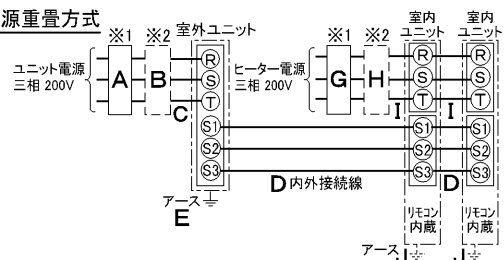 源重畳方式
※1 ※2 室外ユニット
ユニット電源
三相 200V
A B
R
S
T
C
S1
S2
S3
アース
E
※1 ※2
ヒーター電源
三相 200V
G H
I I
D 内外接続線
D
室内
ユニット
R
S
T
S1
S2
S3
リモコン
内蔵
室内
ユニット
R
S
T
S1
S2
S3
リモコン
内蔵
アース
J J